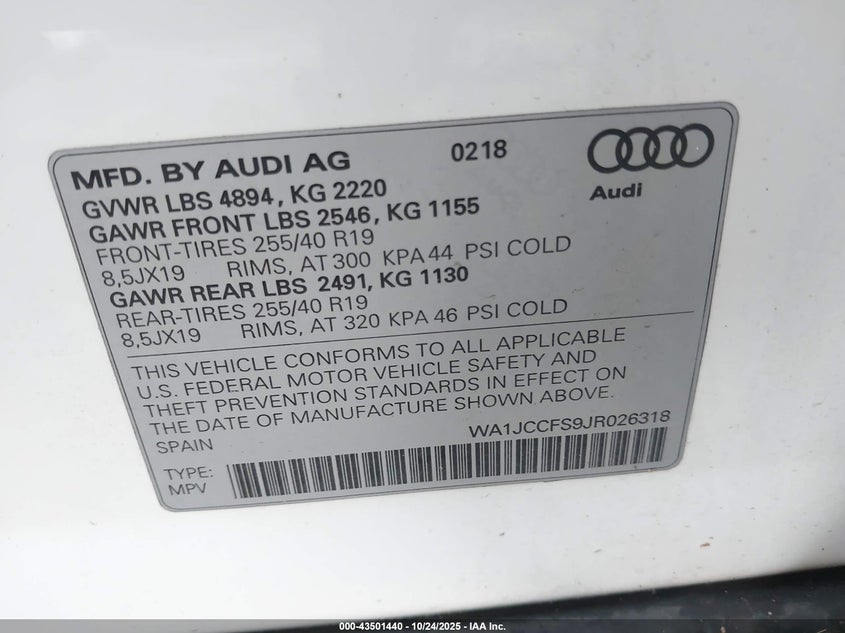 MFD. BY AUDI AG 0218
Audi
GVWR LBS 4894, KG 2220
GAWR FRONT LBS 2546, KG 1155
FRONT-TIRES 255/40 R19
8,5JX19 RIMS, AT 300 KPA 44 PSI COLD
GAWR REAR LBS 2491, KG 1130
REAR-TIRES 255/40 R19
8,5JX19 RIMS, AT 320 KPA 46 PSI COLD
THIS VEHICLE CONFORMS TO ALL APPLICABLE
U.S. FEDERAL MOTOR VEHICLE SAFETY AND
THEFT PREVENTION STANDARDS IN EFFECT ON
THE DATE OF MANUFACTURE SHOWN ABOVE.
SPAIN WA1JCCFS9JR026318
TYPE:
MPV
000-43501440 - 10/24/2025 - IAA Inc.